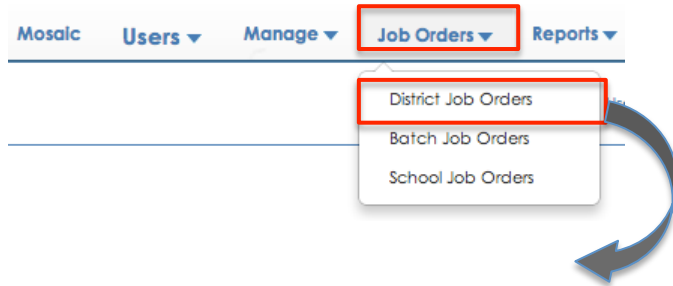 Mosaic Users Manage Job Orders Reports
District Job Orders
Batch Job Orders
School Job Orders